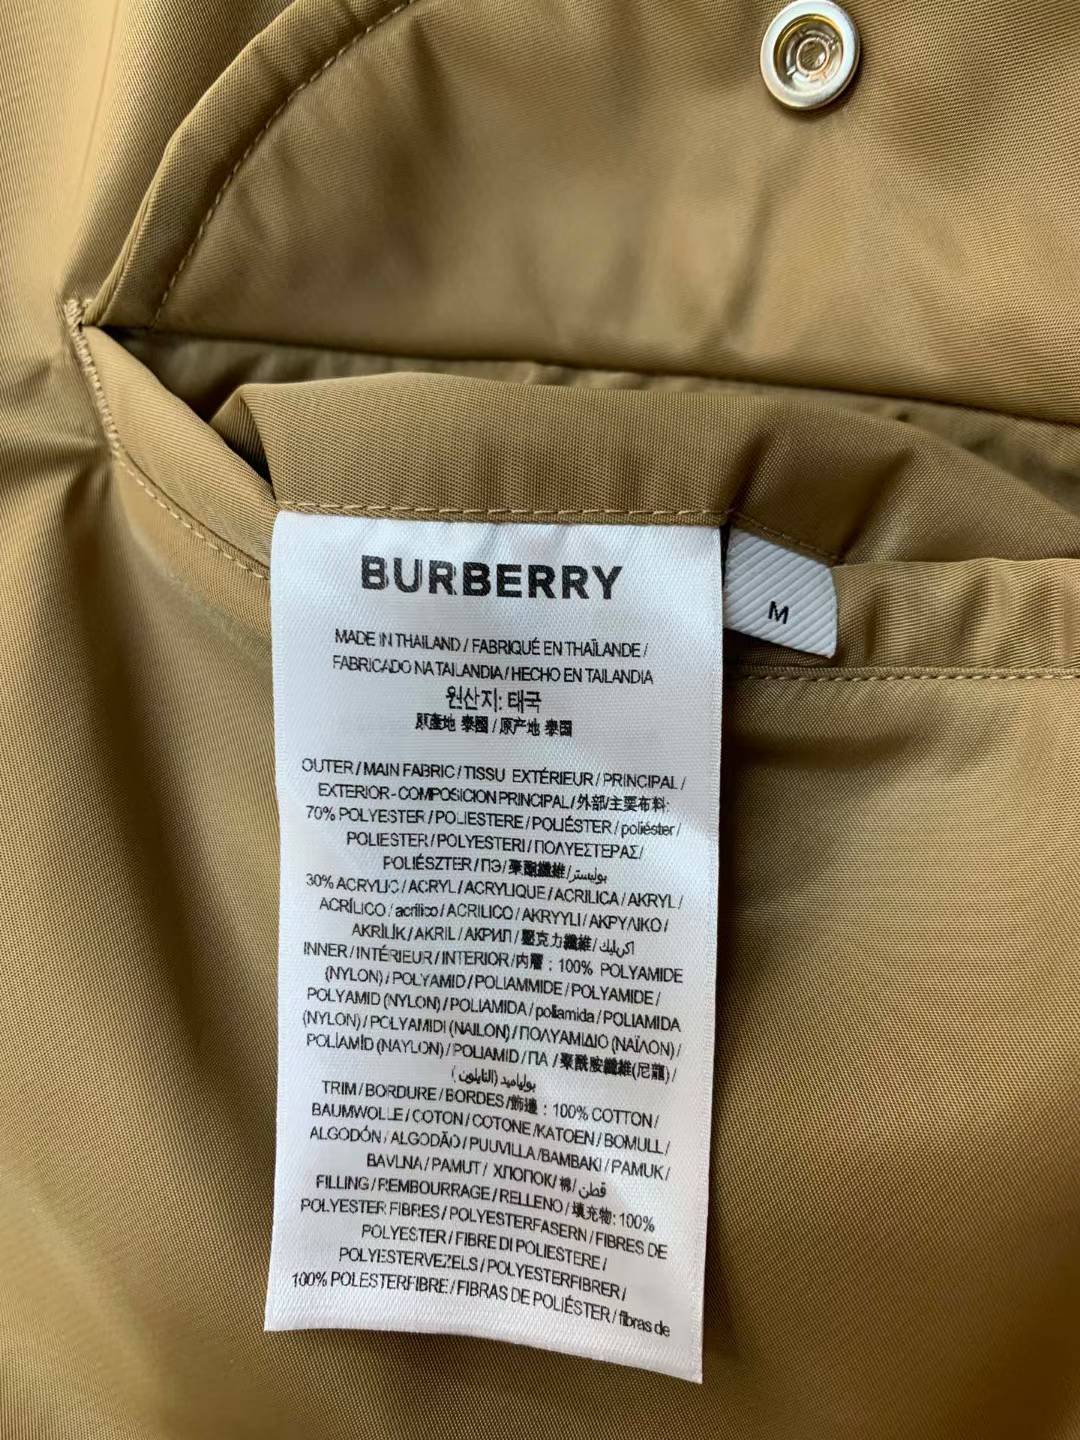 BURBERRY
M
MADE IN THAILAND / FABRIQUÉ EN THAÏLANDE /
FABRICADO NA TAILANDIA / HECHO EN TAILANDIA
원산지: 태국
原產地 泰國 / 原产地 泰国
OUTER / MAIN FABRIC / TISSU EXTÉRIEUR / PRINCIPAL /
EXTERIOR - COMPOSICION PRINCIPAL / 外部/主要布料:
70% POLYESTER / POLIESTERE / POLIÉSTER / poliéster /
POLIESTER / POLYESTERI / ΠΟΛΥΕΣΤΕΡΑΣ /
POLIÉSZTER / ПЭ / 聚酯纖維 / بوليستر
30% ACRYLIC / ACRYL / ACRYLIQUE / ACRILICA / AKRYL /
ACRÍLICO / acrílico / ACRILICO / AKRYYLI / ΑΚΡΥΛΙΚΟ /
AKRİLİK / AKRIL / АКРИЛ / 壓克力纖維 / اكريليك
INNER / INTÉRIEUR / INTERIOR / 内層 : 100% POLYAMIDE
(NYLON) / POLYAMID / POLIAMMIDE / POLYAMIDE /
POLYAMID (NYLON) / POLIAMIDA / poliamida / POLIAMIDA
(NYLON) / POLYAMIDI (NAILON) / ΠΟΛΥΑΜΙΔΙΟ (ΝΑΪΛΟΝ) /
POLİAMİD (NAYLON) / POLIAMID / ПА / 聚酰胺纖維(尼龍) /
بولياميد (النايلون)
TRIM / BORDURE / BORDES / 飾邊 : 100% COTTON /
BAUMWOLLE / COTON / COTONE /KATOEN / BOMULL /
ALGODÓN / ALGODÃO / PUUVILLA /BAMBAKI / PAMUK /
BAVLNA / PAMUT / ХЛОПОК/ 棉 / قطن
FILLING / REMBOURRAGE / RELLENO / 填充物: 100%
POLYESTER FIBRES / POLYESTERFASERN / FIBRES DE
POLYESTER / FIBRE DI POLIESTERE /
POLYESTERVEZELS / POLYESTERFIBRER /
100% POLESTERFIBRE / FIBRAS DE POLIÉSTER / fibras de